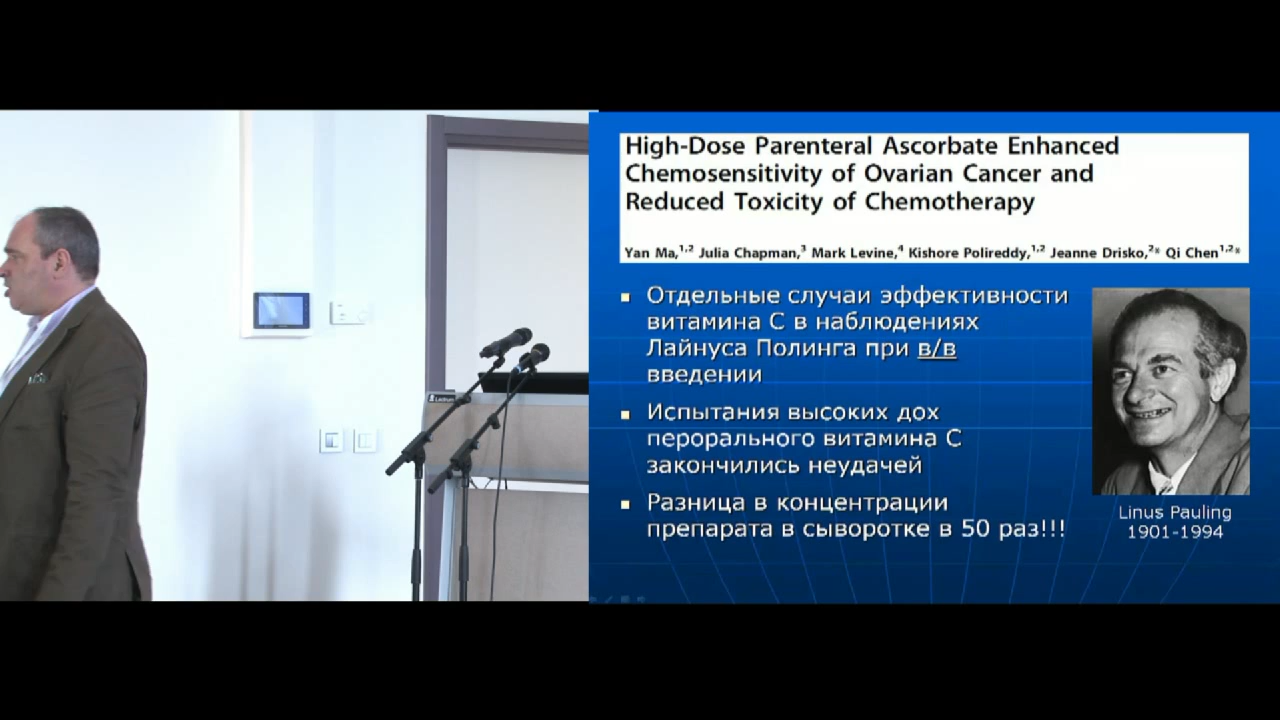 High-Dose Parenteral Ascorbate Enhanced
Chemosensitivity of Ovarian Cancer and
Reduced Toxicity of Chemotherapy
Yan Ma,1,2 Julia Chapman,3 Mark Levine,4 Kishore Polireddy,1,2 Jeanne Drisko,2* Qi Chen1,2*
Отдельные случаи эффективности
витамина С в наблюдениях
Лайнуса Полинга при в/в
введении
Испытания высоких дох
перорального витамина С
закончились неудачей
Разница в концентрации
препарата в сыворотке в 50 раз!!!
Linus Pauling
1901-1994